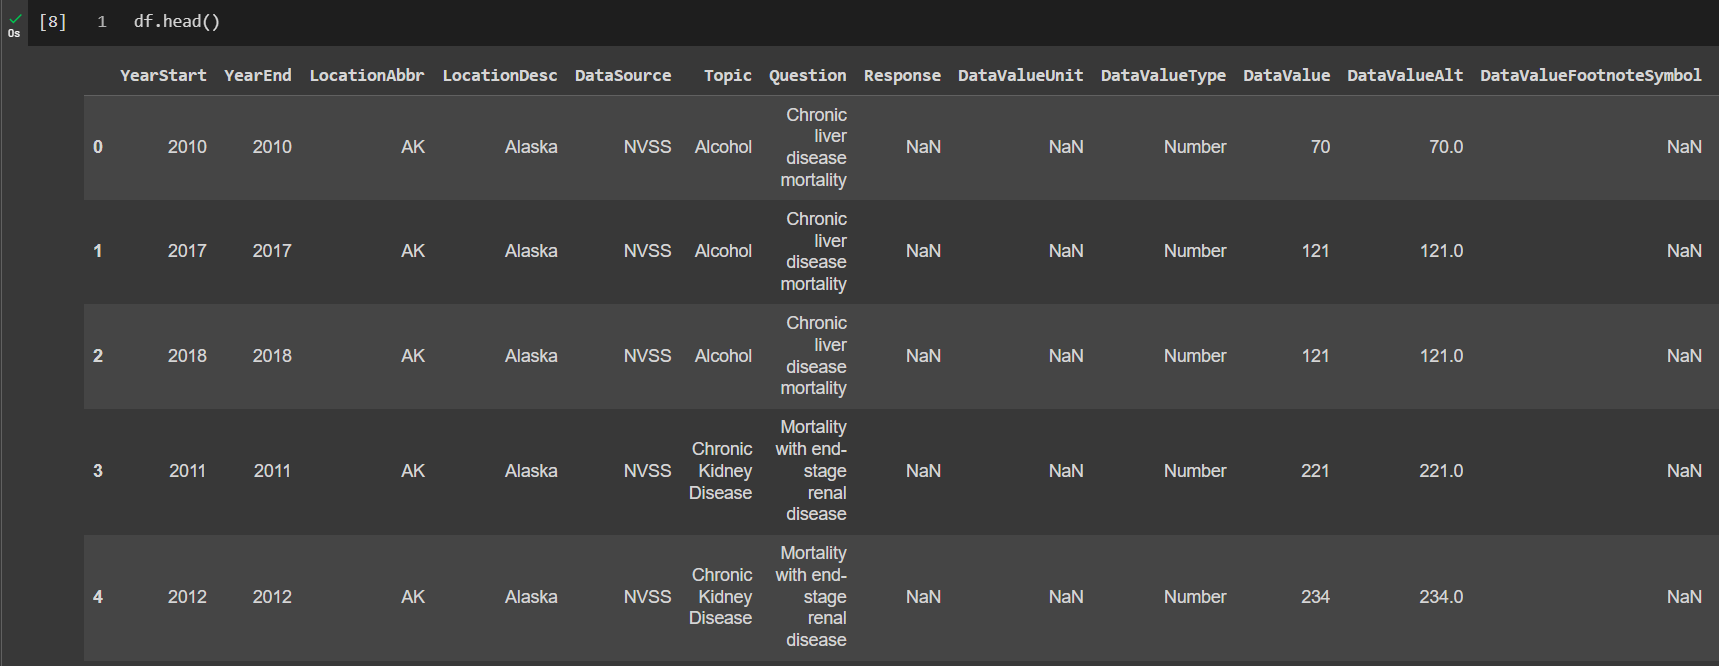 [8] 1 df.head()
0s
YearStart YearEnd LocationAbbr LocationDesc DataSource Topic Question Response DataValueUnit DataValueType DataValue DataValueAlt DataValueFootnoteSymbol
0 2010 2010 AK Alaska NVSS Alcohol Chronic liver disease mortality NaN NaN Number 70 70.0 NaN
1 2017 2017 AK Alaska NVSS Alcohol Chronic liver disease mortality NaN NaN Number 121 121.0 NaN
2 2018 2018 AK Alaska NVSS Alcohol Chronic liver disease mortality NaN NaN Number 121 121.0 NaN
3 2011 2011 AK Alaska NVSS Chronic Kidney Disease Mortality with end-stage renal disease NaN NaN Number 221 221.0 NaN
4 2012 2012 AK Alaska NVSS Chronic Kidney Disease Mortality with end-stage renal disease NaN NaN Number 234 234.0 NaN